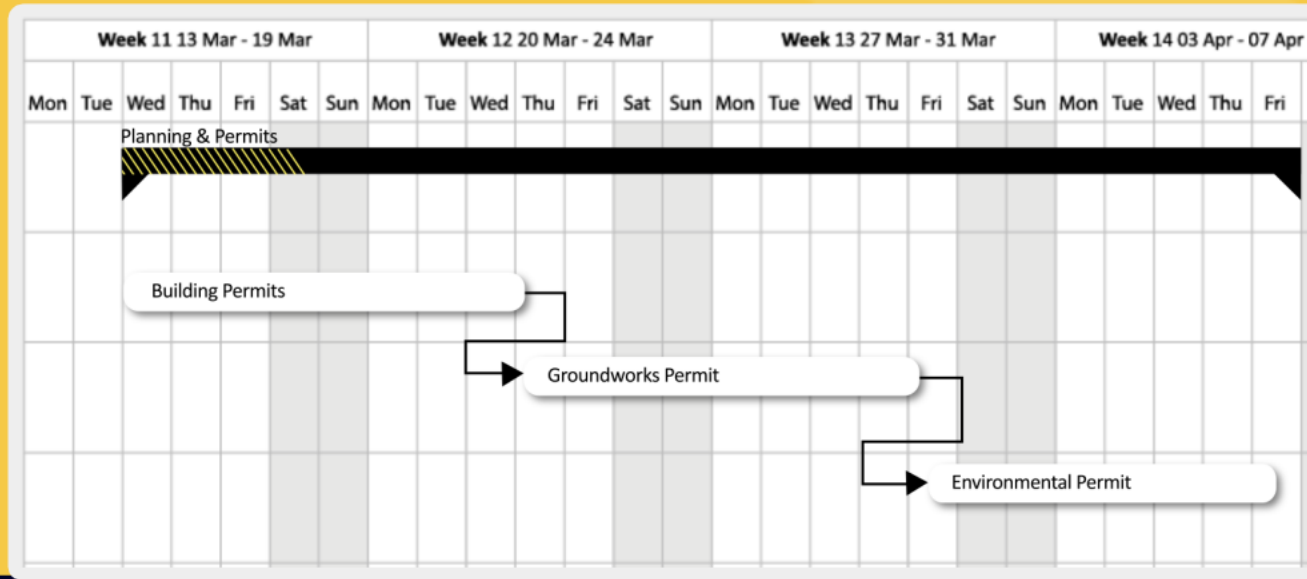 Week 11 13 Mar - 19 Mar Week 12 20 Mar - 24 Mar Week 13 27 Mar - 31 Mar Week 14 03 Apr - 07 Apr
Mon Tue Wed Thu Fri Sat Sun Mon Tue Wed Thu Fri Sat Sun Mon Tue Wed Thu Fri Sat Sun Mon Tue Wed Thu Fri
Planning & Permits
Building Permits
Groundworks Permit
Environmental Permit